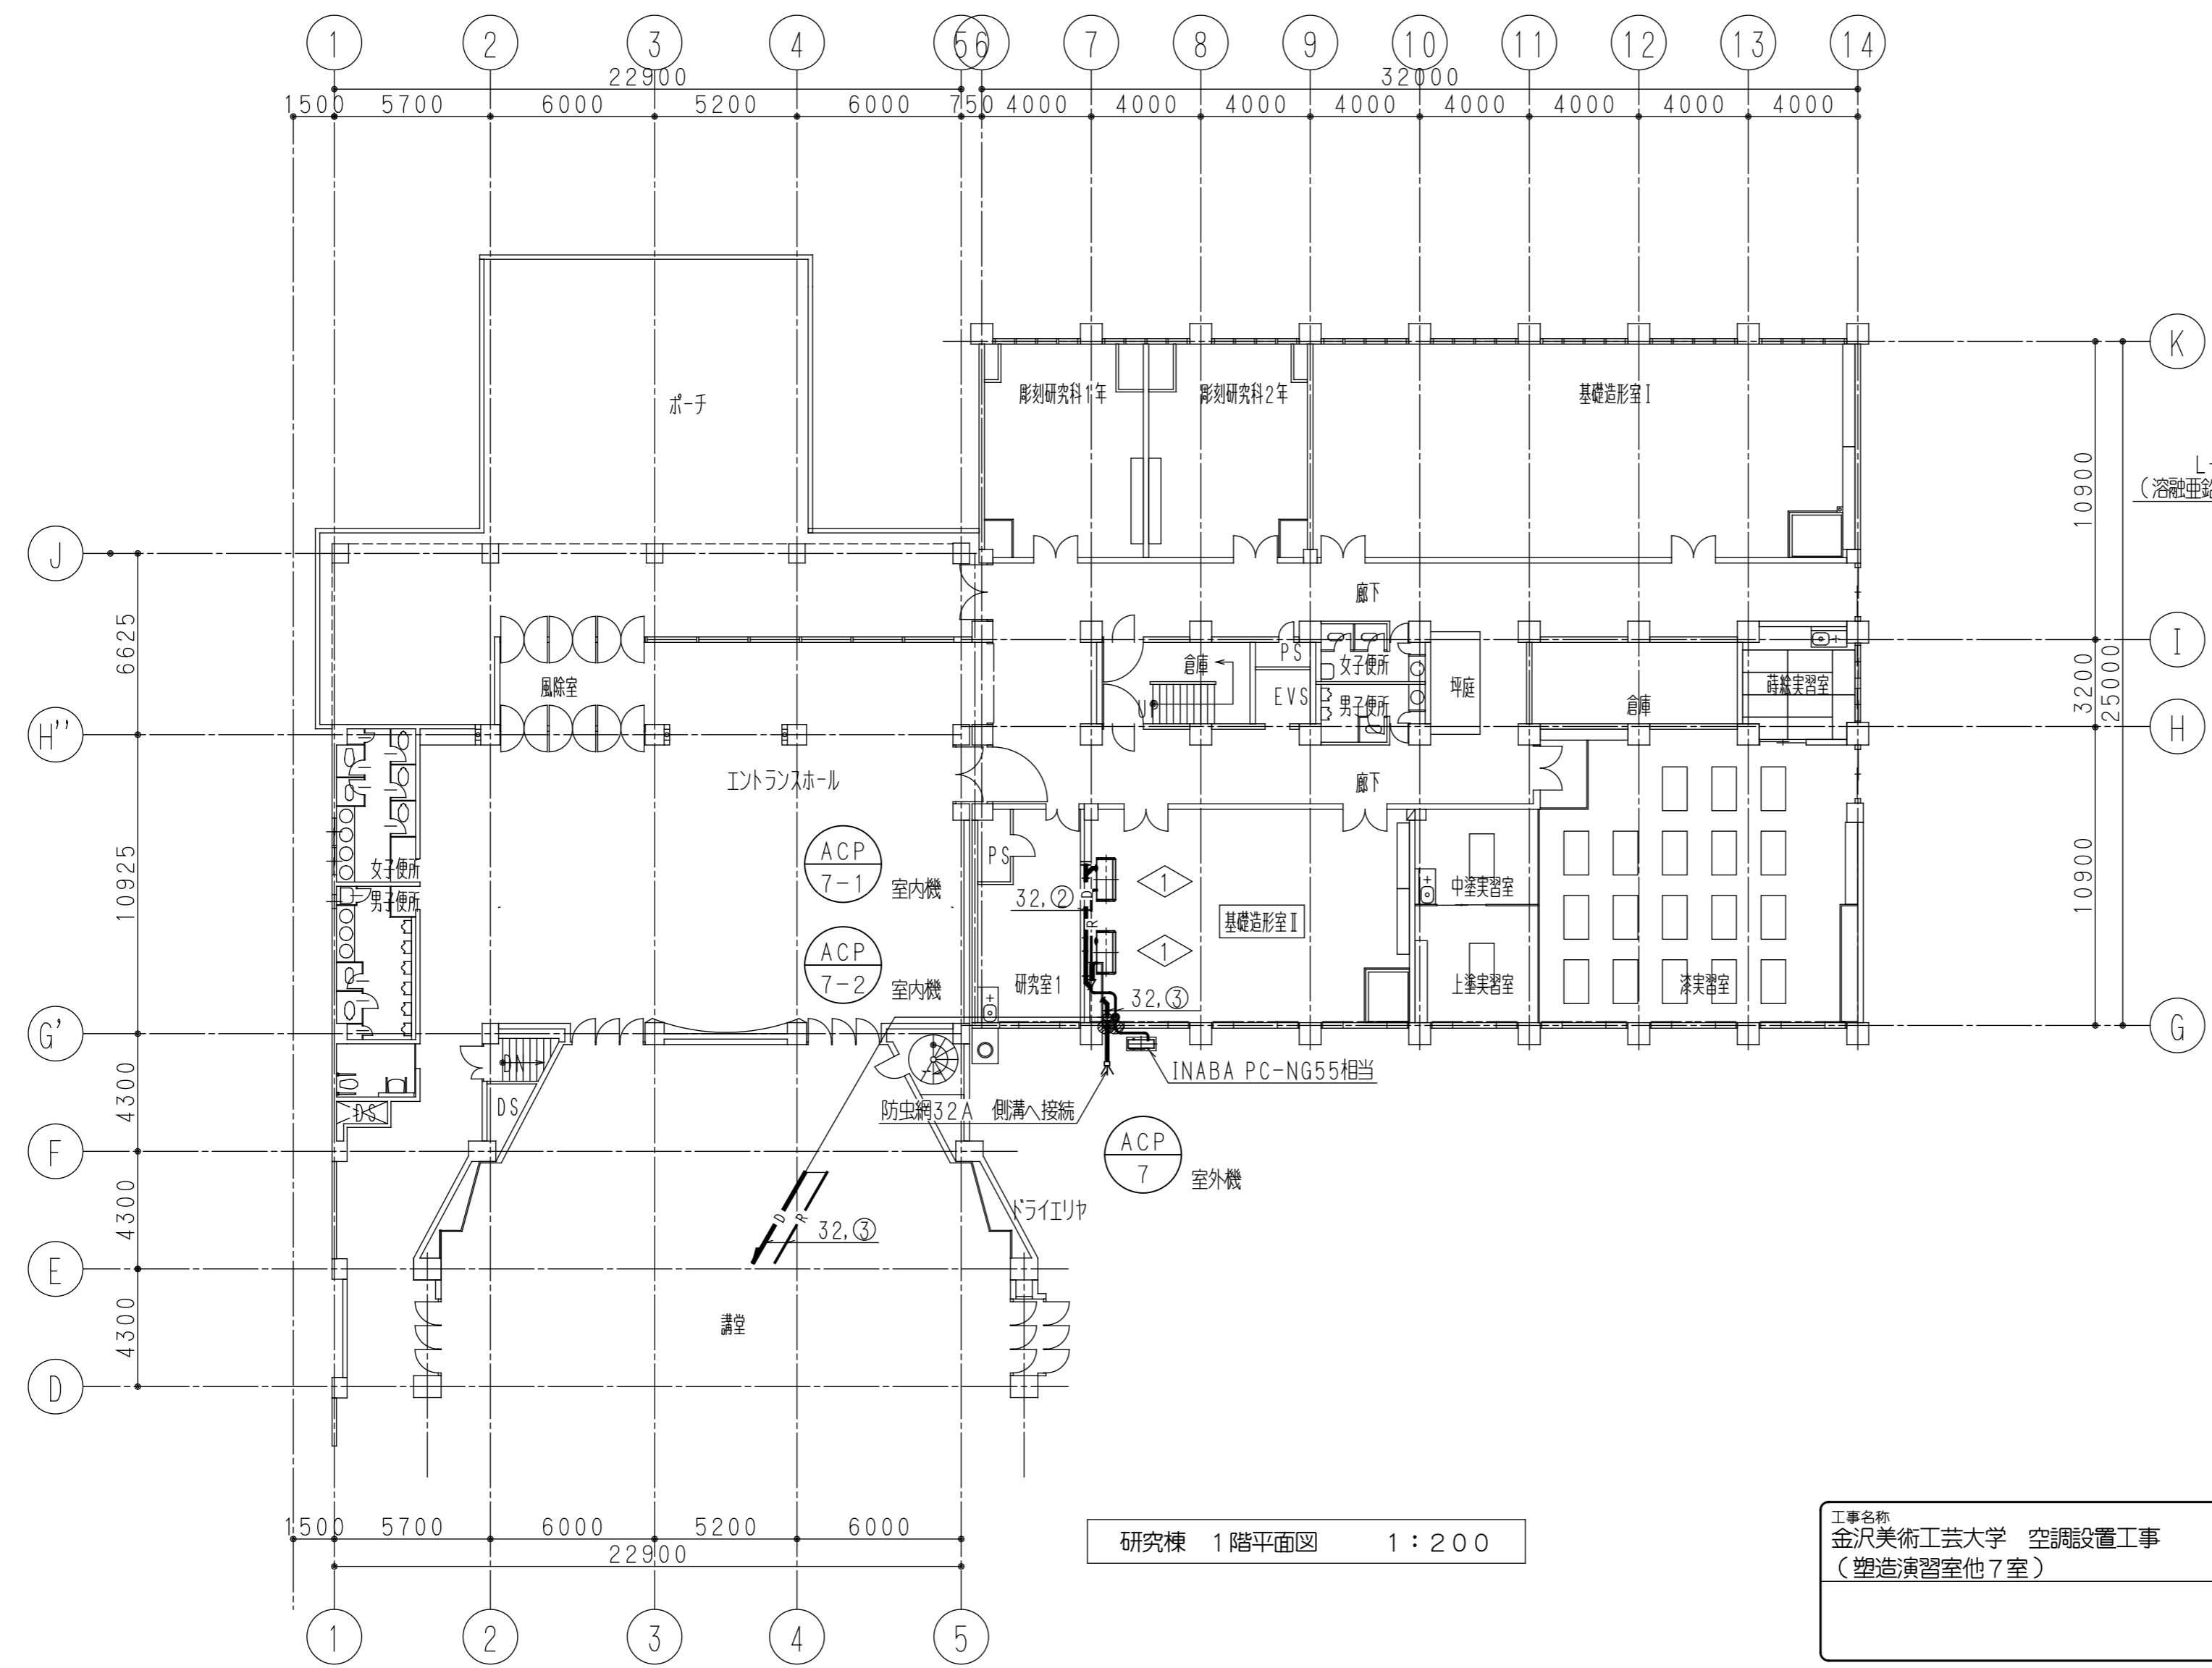 1 2 3 4 5 6 7 8 9 10 11 12 13 14
22900 32000
1500 5700 6000 5200 6000 750 4000 4000 4000 4000 4000 4000 4000 4000
K
ポーチ
彫刻研究科1年 彫刻研究科2年 基礎造形室Ⅰ
10900
L
(溶融亜鉛
J
廊下
6625
I
風除室
倉庫 PS 女子便所
UP EVS 男子便所 坪庭 倉庫 蒔絵実習室
3200
25000
H'' H
エントランスホール 廊下
10925
女子便所
男子便所
ACP
7-1 室内機
ACP
7-2 室内機
PS
32,②
D
R
1
1
基礎造形室Ⅱ
研究室1
32,③
中塗実習室
上塗実習室 漆実習室
10900
G' G
DN
DS
DS
4300
INABA PC-NG55相当
防虫網32A 側溝へ接続
ACP
7 室外機
F
4300
ドライエリヤ
D
R
32,③
E
4300
講堂
D
1500 5700 6000 5200 6000
22900
1 2 3 4 5
研究棟 1階平面図 1:200
工事名称
金沢美術工芸大学 空調設置工事
(塑造演習室他7室)